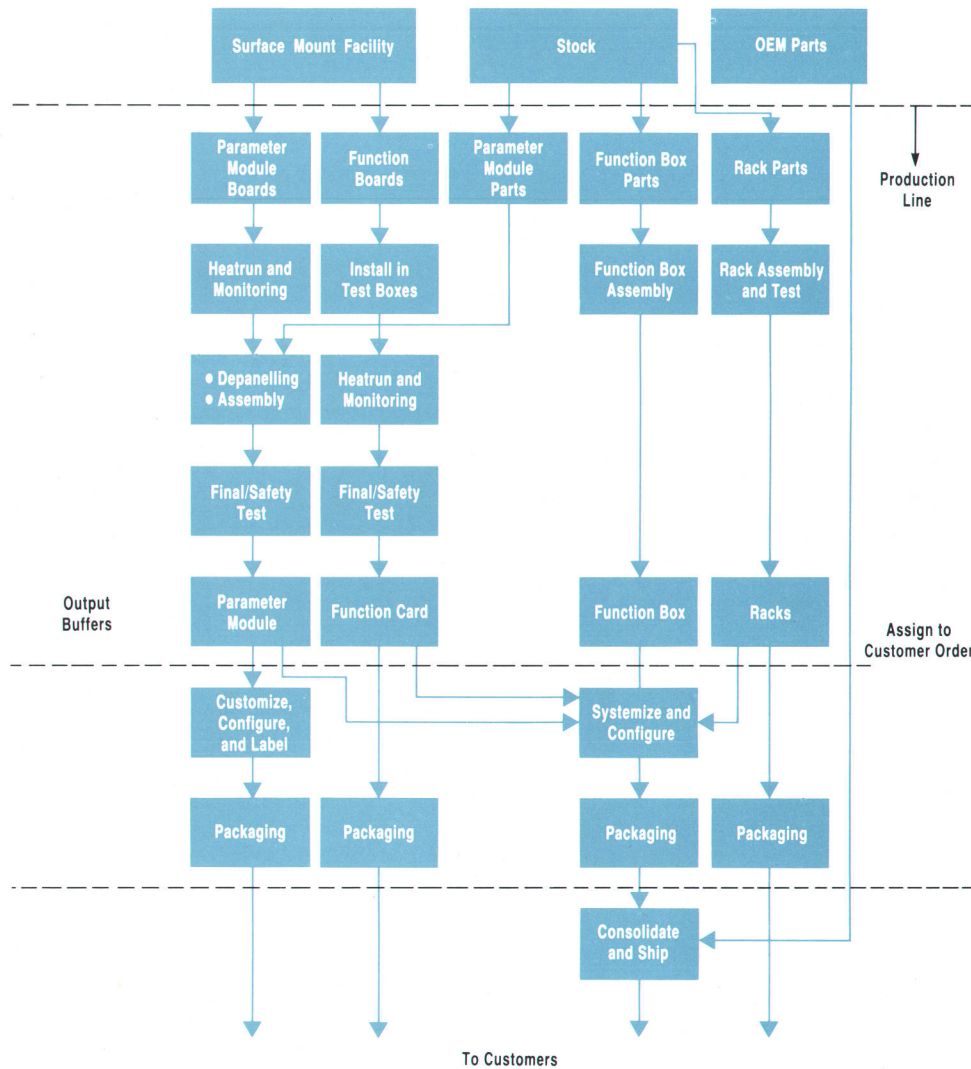 Surface Mount Facility
Stock
OEM Parts
Parameter
Module
Boards
Function
Boards
Parameter
Module
Parts
Function Box
Parts
Rack Parts
Production
Line
Heatrun and
Monitoring
Install in
Test Boxes
Function Box
Assembly
Rack Assembly
and Test
● Depanelling
● Assembly
Heatrun and
Monitoring
Final/Safety
Test
Final/Safety
Test
Output
Buffers
Parameter
Module
Function Card
Function Box
Racks
Assign to
Customer Order
Customize,
Configure,
and Label
Systemize and
Configure
Packaging
Packaging
Packaging
Packaging
Consolidate
and Ship
To Customers